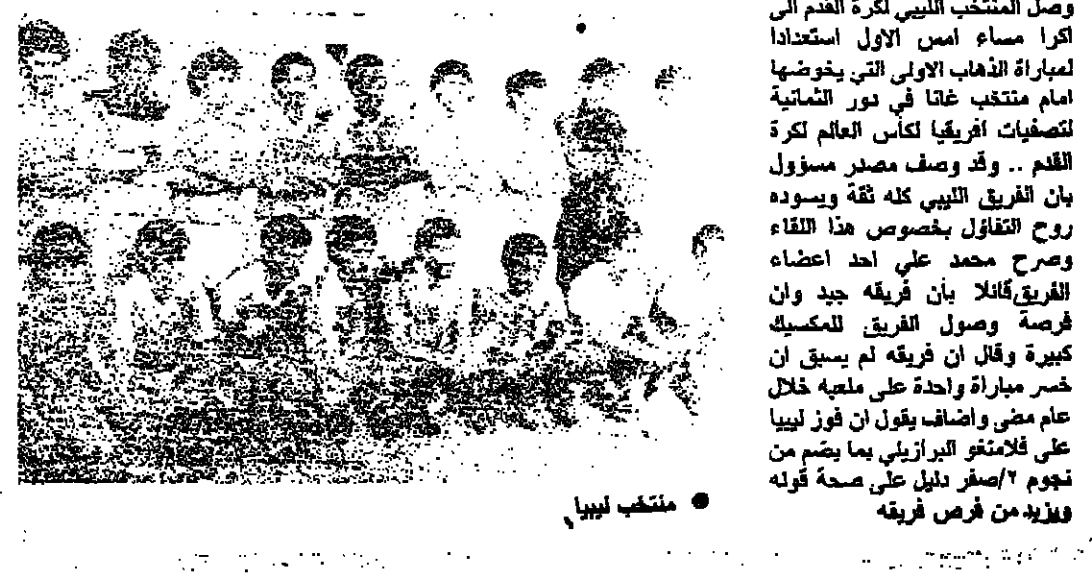 وصل المنتخب الليبي لكرة القدم الى
اكرا مساء امس الاول استعدادا
لمباراة الذهاب الاولى التي يخوضها
امام منتخب غانا في دور الثمانية
لتصفيات افريقيا لكأس العالم لكرة
القدم .. وقد وصف مصدر مسؤول
بان الفريق الليبي كله ثقة ويسوده
روح التفاؤل بخصوص هذا اللقاء
وصرح محمد علي احد اعضاء
الفريق قائلا بأن فريقه جيد وان
فرصة وصول الفريق للمكسيك
كبيرة وقال ان فريقه لم يسبق ان
خسر مباراة واحدة على ملعبه خلال
عام مضى واضاف يقول ان فوز ليبيا
على فلامنغو البرازيلي بما يضم من
نجوم ٢/صفر دليل على صحة قوله
ويزيد من فرص فريقه
● منتخب ليبيا